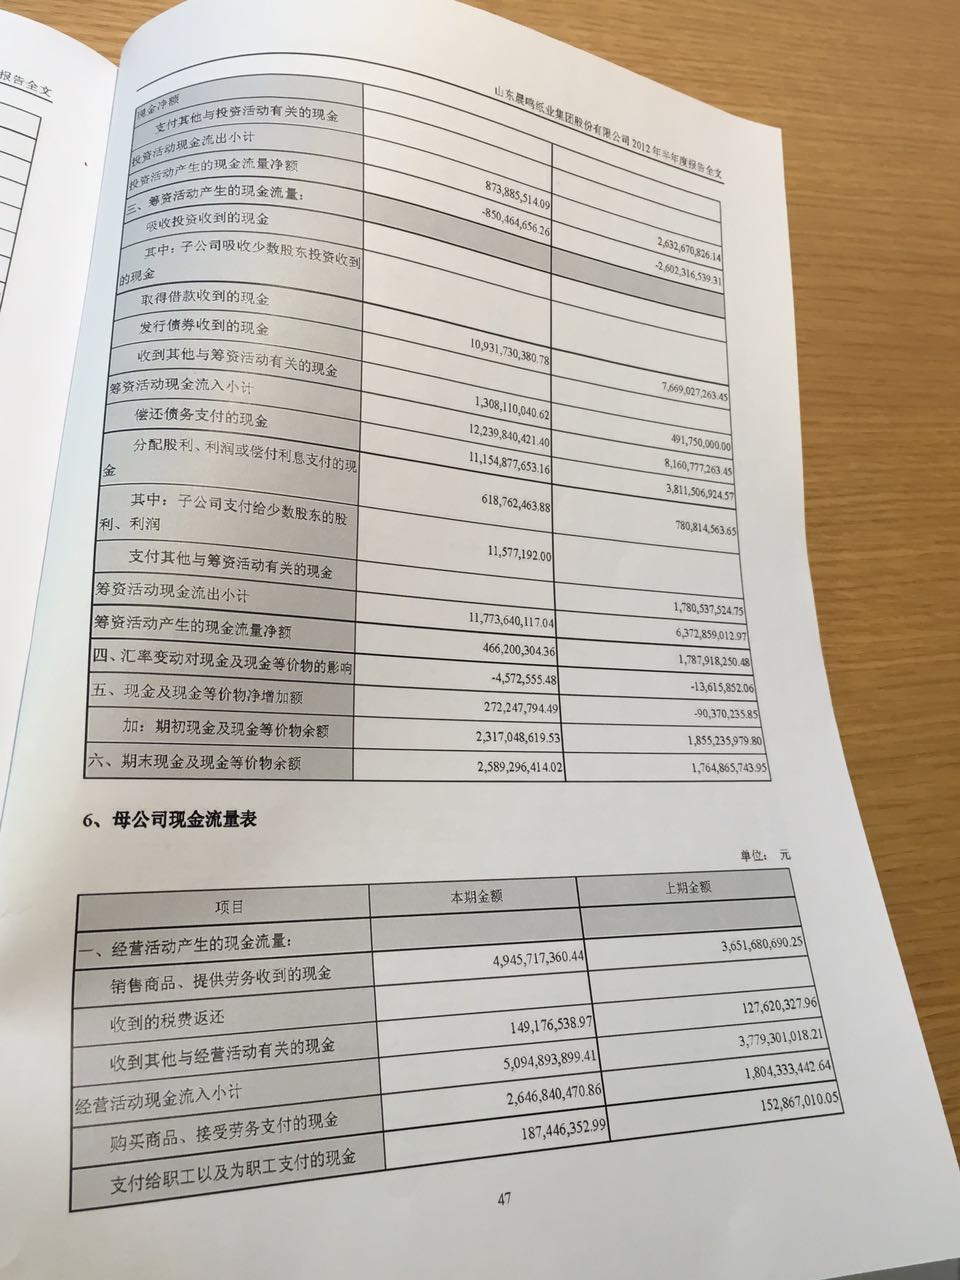 报告全文
山东晨鸣纸业集团股份有限公司 2012 年半年度报告全文
现金净额
支付其他与投资活动有关的现金
投资活动现金流出小计 873,885,514.09 2,632,670,826.14
投资活动产生的现金流量净额 -850,464,656.26 -2,602,316,539.31
三、筹资活动产生的现金流量：
吸收投资收到的现金
其中：子公司吸收少数股东投资收到
的现金
取得借款收到的现金 10,931,730,380.78 7,669,027,263.45
发行债券收到的现金
收到其他与筹资活动有关的现金 1,308,110,040.62 491,750,000.00
筹资活动现金流入小计 12,239,840,421.40 8,160,777,263.45
偿还债务支付的现金 11,154,877,653.16 3,811,506,924.57
分配股利、利润或偿付利息支付的现
金 618,762,463.88 780,814,563.65
其中：子公司支付给少数股东的股
利、利润 11,577,192.00
支付其他与筹资活动有关的现金 1,780,537,524.75
筹资活动现金流出小计 11,773,640,117.04 6,372,859,012.97
筹资活动产生的现金流量净额 466,200,304.36 1,787,918,250.48
四、汇率变动对现金及现金等价物的影响 -4,572,555.48 -13,615,852.06
五、现金及现金等价物净增加额 272,247,794.49 -90,370,235.85
加：期初现金及现金等价物余额 2,317,048,619.53 1,855,235,979.80
六、期末现金及现金等价物余额 2,589,296,414.02 1,764,865,743.95
6、母公司现金流量表
单位： 元
项目 本期金额 上期金额
一、经营活动产生的现金流量：
销售商品、提供劳务收到的现金 4,945,717,360.44 3,651,680,690.25
收到的税费返还
收到其他与经营活动有关的现金 149,176,538.97 127,620,327.96
经营活动现金流入小计 5,094,893,899.41 3,779,301,018.21
购买商品、接受劳务支付的现金 2,646,840,470.86 1,804,333,442.64
支付给职工以及为职工支付的现金 187,446,352.99 152,867,010.05
47